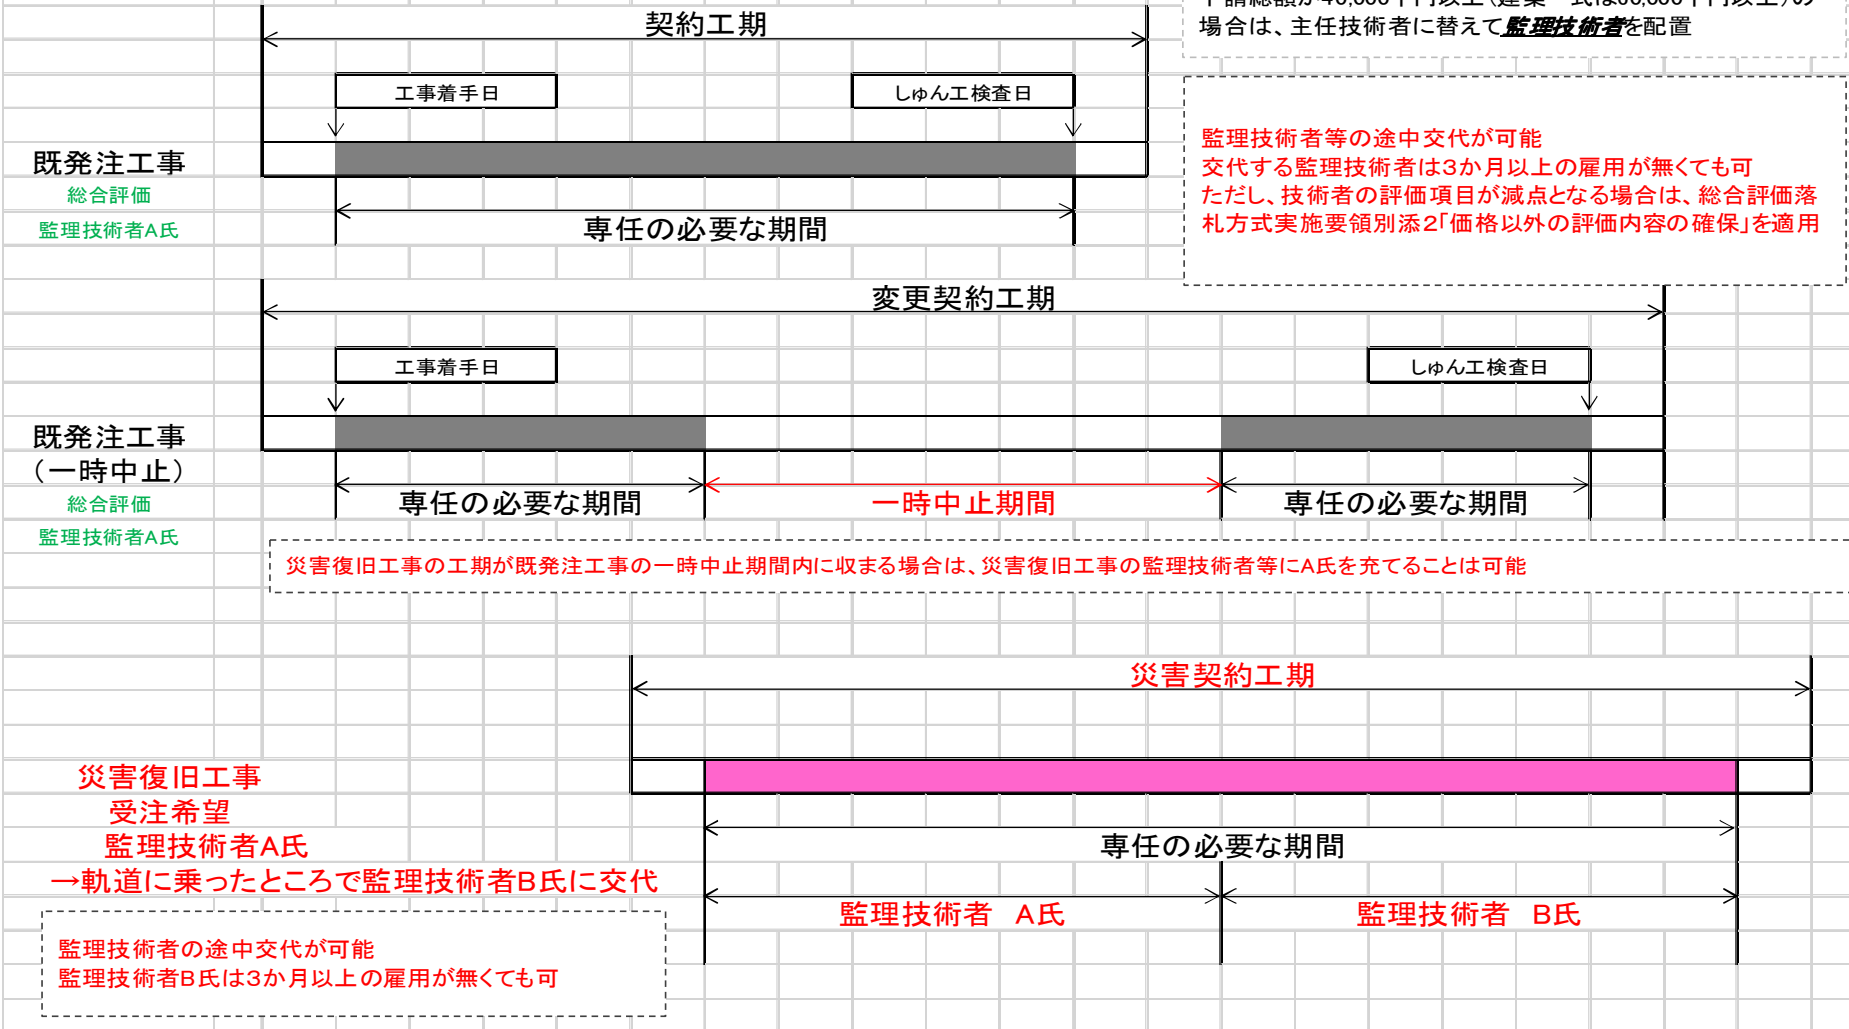 場合は、主任技術者に替えて監理技術者を配置
契約工期
工事着手日
しゅん工検査日
監理技術者等の途中交代が可能
交代する監理技術者は3か月以上の雇用が無くても可
ただし、技術者の評価項目が減点となる場合は、総合評価落
札方式実施要領別添2「価格以外の評価内容の確保」を適用
既発注工事
総合評価
監理技術者A氏
専任の必要な期間
変更契約工期
工事着手日
しゅん工検査日
既発注工事
（一時中止）
総合評価
監理技術者A氏
専任の必要な期間
一時中止期間
専任の必要な期間
災害復旧工事の工期が既発注工事の一時中止期間内に収まる場合は、災害復旧工事の監理技術者等にA氏を充てることは可能
災害契約工期
災害復旧工事
受注希望
監理技術者A氏
→軌道に乗ったところで監理技術者B氏に交代
専任の必要な期間
監理技術者　A氏
監理技術者　B氏
監理技術者の途中交代が可能
監理技術者B氏は3か月以上の雇用が無くても可